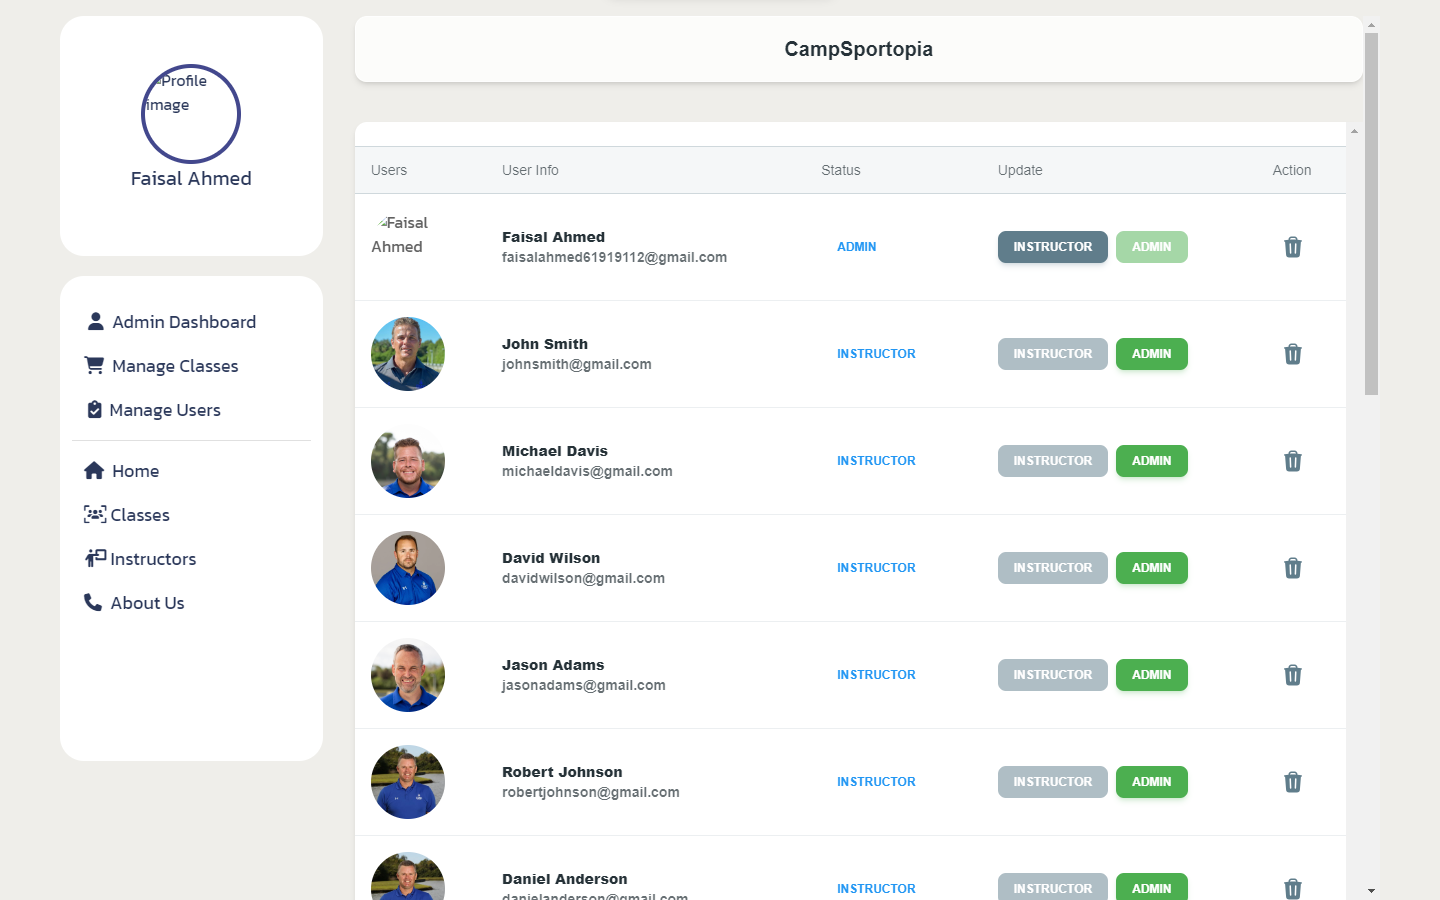 Profile
image
Faisal Ahmed
Admin Dashboard
Manage Classes
Manage Users
Home
Classes
Instructors
About Us
CampSportopia
Users User Info Status Update Action
Faisal
Ahmed
Faisal Ahmed
faisalahmed61919112@gmail.com
ADMIN
INSTRUCTOR ADMIN
John Smith
johnsmith@gmail.com
INSTRUCTOR
INSTRUCTOR ADMIN
Michael Davis
michaeldavis@gmail.com
INSTRUCTOR
INSTRUCTOR ADMIN
David Wilson
davidwilson@gmail.com
INSTRUCTOR
INSTRUCTOR ADMIN
Jason Adams
jasonadams@gmail.com
INSTRUCTOR
INSTRUCTOR ADMIN
Robert Johnson
robertjohnson@gmail.com
INSTRUCTOR
INSTRUCTOR ADMIN
Daniel Anderson
danielanderson@gmail.com
INSTRUCTOR
INSTRUCTOR ADMIN